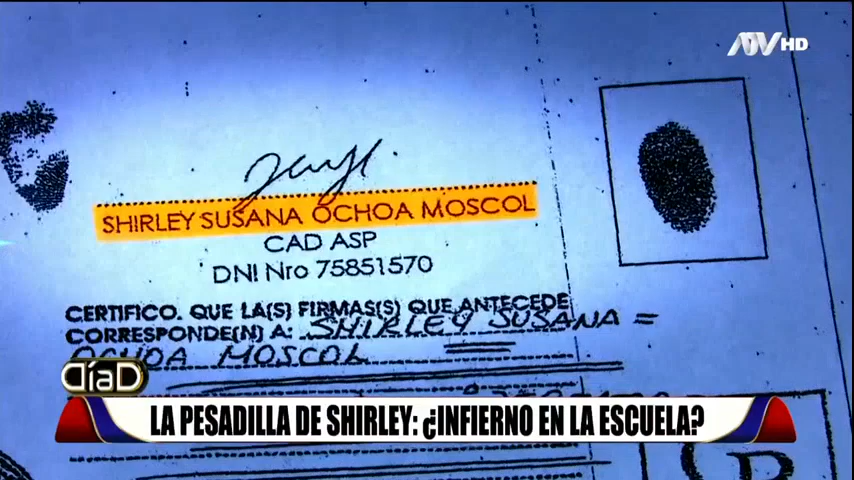 ATV HD
SHIRLEY SUSANA OCHOA MOSCOL
CAD ASP
DNI Nro 75851570
CERTIFICO. QUE LA(S) FIRMAS(S) QUE ANTECEDE
CORRESPONDE(N) A: SHIRLEY SUSANA =
OCHOA MOSCOL
DíaD
LA PESADILLA DE SHIRLEY: ¿INFIERNO EN LA ESCUELA?